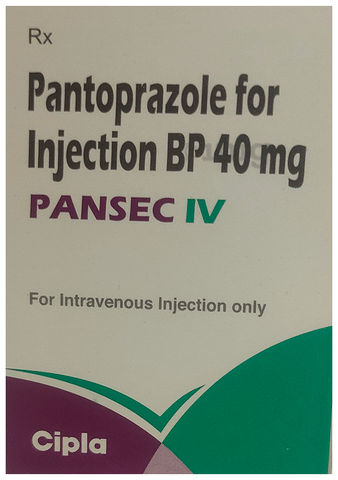 Rx
Pantoprazole for
Injection BP 40 mg
PANSEC IV
For Intravenous Injection only
Cipla